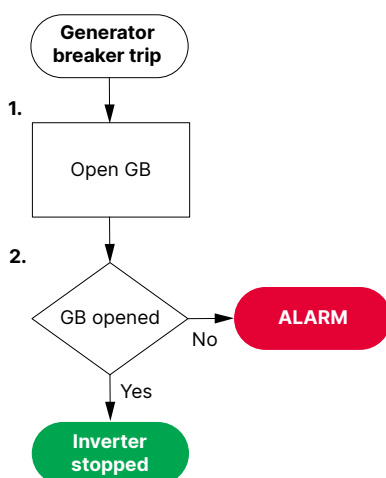 Generator
breaker trip
1.
Open GB
2.
GB opened
ALARM
No
Yes
Inverter
stopped